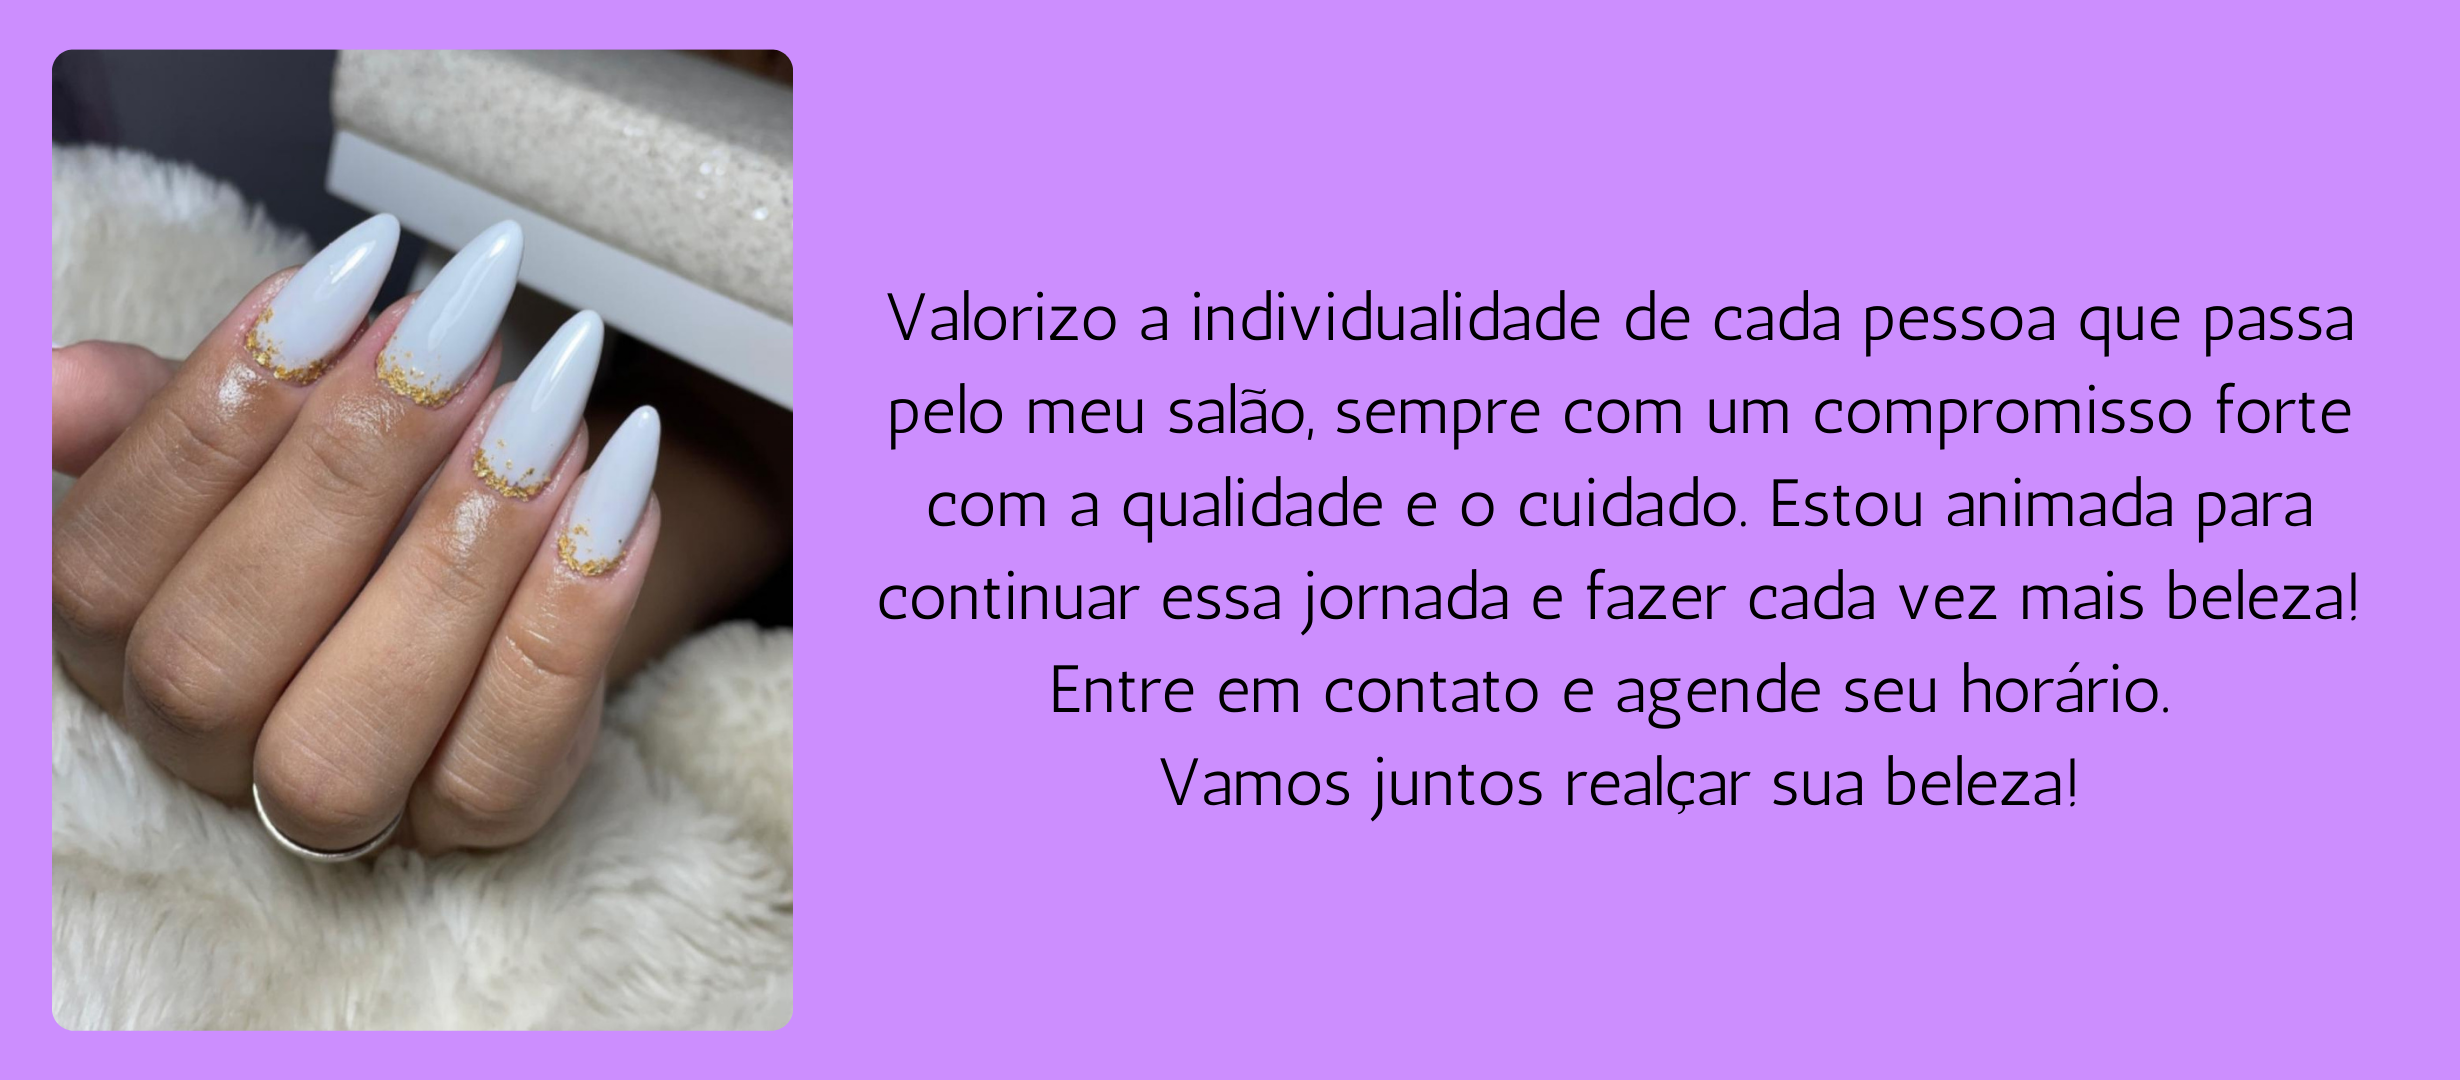 Valorizo a individualidade de cada pessoa que passa
pelo meu salão, sempre com um compromisso forte
com a qualidade e o cuidado. Estou animada para
continuar essa jornada e fazer cada vez mais beleza!
Entre em contato e agende seu horário.
Vamos juntos realçar sua beleza!